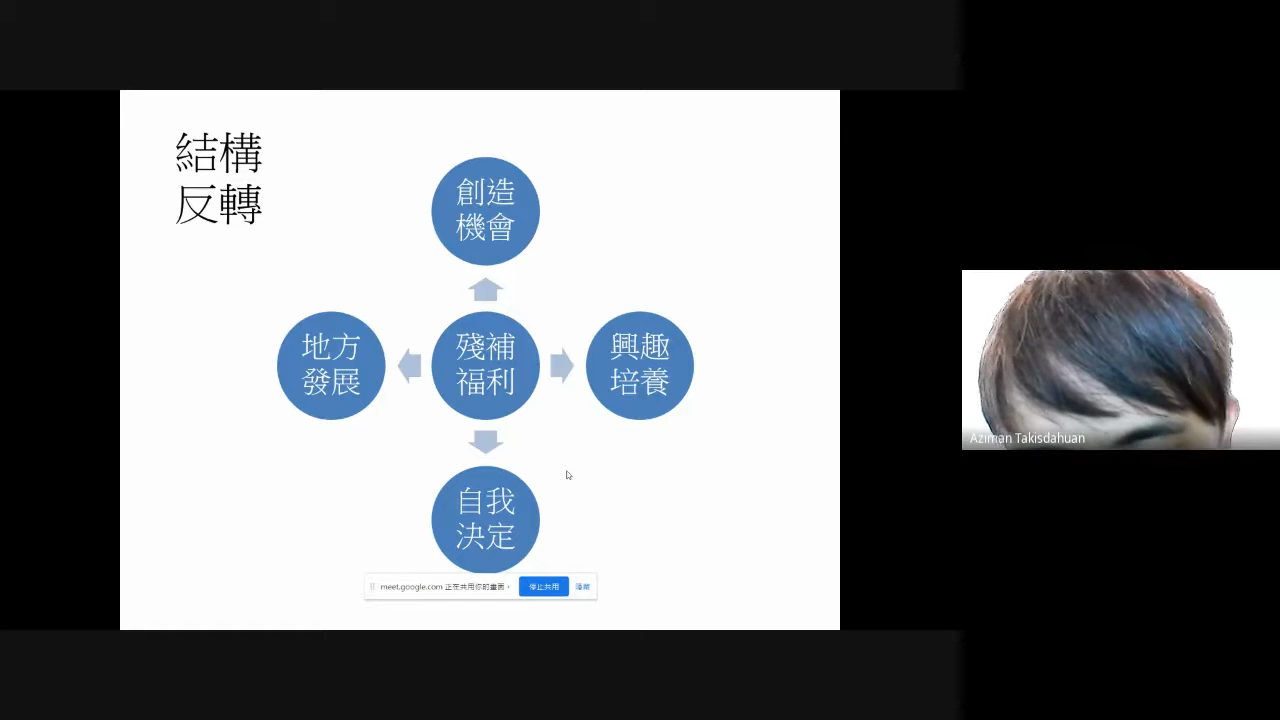 結構
反轉
創造
機會
地方
發展
殘補
福利
興趣
培養
自我
決定
meet.google.com 正在共用你的畫面。
停止共用
隱藏
Aziman Takisdahuan